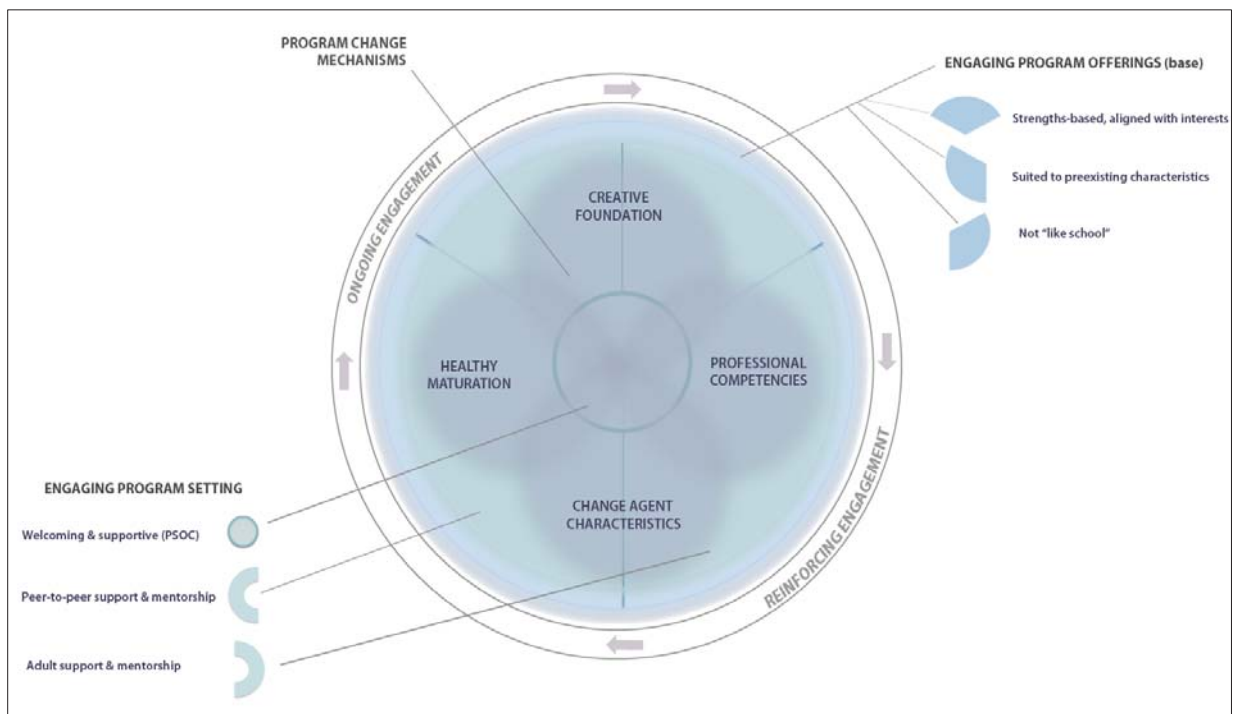 PROGRAM CHANGE
MECHANISMS
ENGAGING PROGRAM OFFERINGS (base)
Strengths-based, aligned with interests
Suited to preexisting characteristics
Not "like school"
ONGOING ENGAGEMENT
CREATIVE
FOUNDATION
HEALTHY
MATURATION
PROFESSIONAL
COMPETENCIES
CHANGE AGENT
CHARACTERISTICS
REINFORCING ENGAGEMENT
ENGAGING PROGRAM SETTING
Welcoming & supportive (PSOC)
Peer-to-peer support & mentorship
Adult support & mentorship